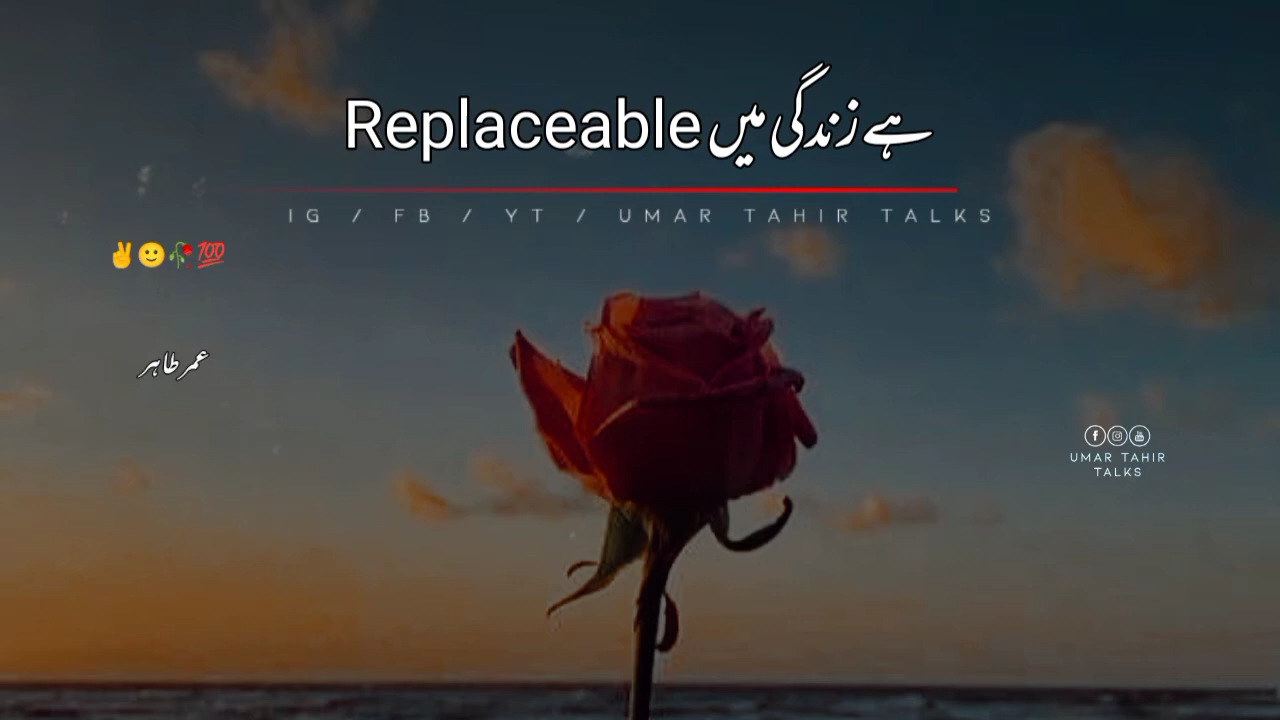 ہے زندگی میں Replaceable
IG / FB / YT / UMAR TAHIR TALKS
✌️🙂🥀💯
عمر طاہر
UMAR TAHIR
TALKS